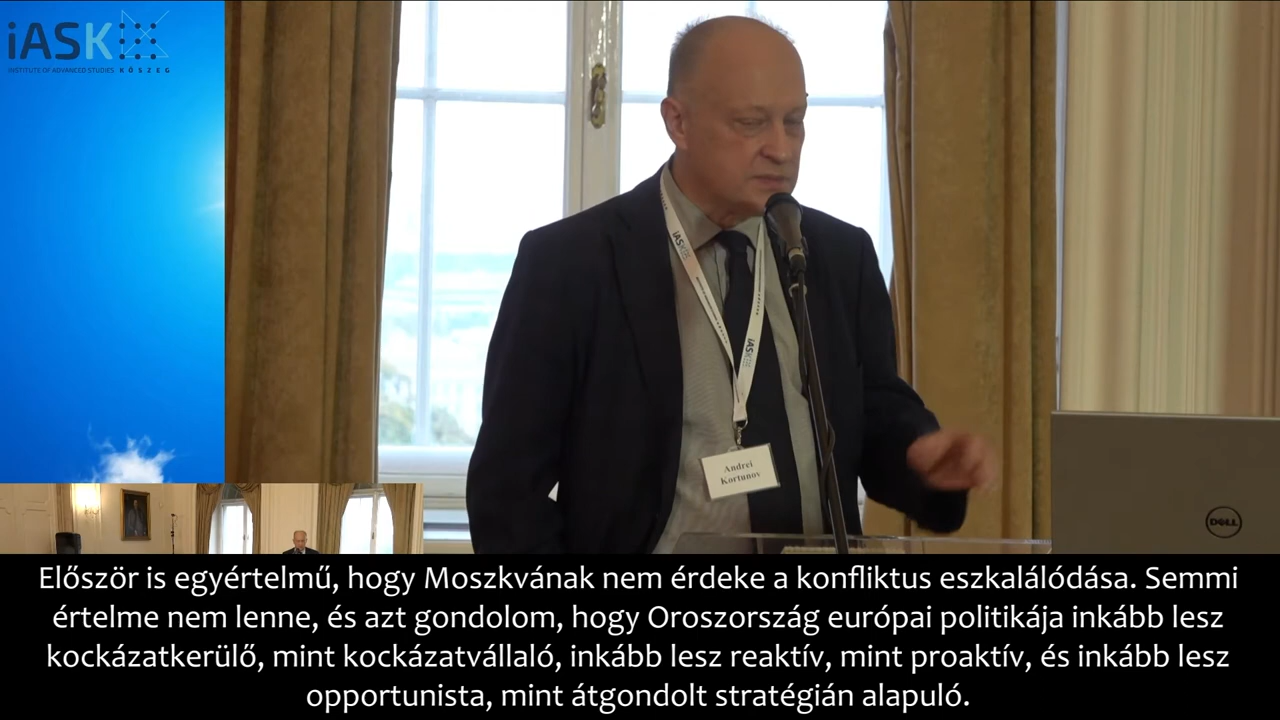 iASK
INSTITUTE OF ADVANCED STUDIES KŐSZEG
iASK
iASK
Andrei
Kortunov
DELL
Először is egyértelmű, hogy Moszkvának nem érdeke a konfliktus eszkalálódása. Semmi
értelme nem lenne, és azt gondolom, hogy Oroszország európai politikája inkább lesz
kockázatkerülő, mint kockázatvállaló, inkább lesz reaktív, mint proaktív, és inkább lesz
opportunista, mint átgondolt stratégián alapuló.